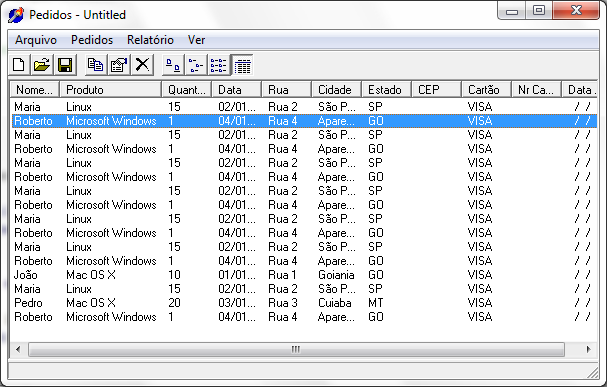 Pedidos - Untitled
Arquivo Pedidos Relatório Ver
Nome... Produto Quant... Data Rua Cidade Estado CEP Cartão Nr Ca... Data .
Maria Linux 15 02/01... Rua 2 São P... SP VISA / /
Roberto Microsoft Windows 1 04/01... Rua 4 Apare... GO VISA / /
Maria Linux 15 02/01... Rua 2 São P... SP VISA / /
Roberto Microsoft Windows 1 04/01... Rua 4 Apare... GO VISA / /
Maria Linux 15 02/01... Rua 2 São P... SP VISA / /
Roberto Microsoft Windows 1 04/01... Rua 4 Apare... GO VISA / /
Maria Linux 15 02/01... Rua 2 São P... SP VISA / /
Roberto Microsoft Windows 1 04/01... Rua 4 Apare... GO VISA / /
Maria Linux 15 02/01... Rua 2 São P... SP VISA / /
Roberto Microsoft Windows 1 04/01... Rua 4 Apare... GO VISA / /
Maria Linux 15 02/01... Rua 2 São P... SP VISA / /
Roberto Microsoft Windows 1 04/01... Rua 4 Apare... GO VISA / /
João Mac OS X 10 01/01... Rua 1 Goiania GO VISA / /
Maria Linux 15 02/01... Rua 2 São P... SP VISA / /
Pedro Mac OS X 20 03/01... Rua 3 Cuiaba MT VISA / /
Roberto Microsoft Windows 1 04/01... Rua 4 Apare... GO VISA / /